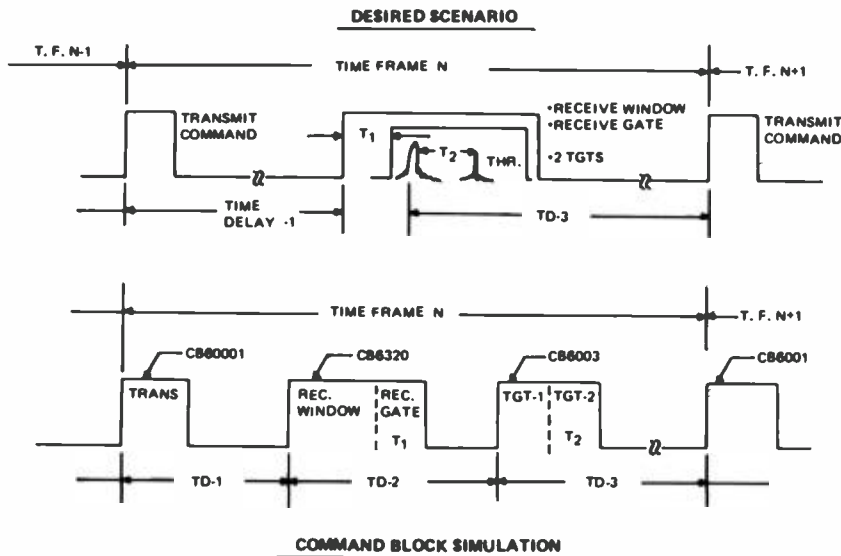 DESIRED SCENARIO
T. F. N-1
TIME FRAME N
T. F. N+1
TRANSMIT
COMMAND
T1
•RECEIVE WINDOW
•RECEIVE GATE
T2
THR.
•2 TGTS
TRANSMIT
COMMAND
TIME
DELAY -1
TD-3
TIME FRAME N
T. F. N+1
CB60001
CB6320
CB6003
CB6001
TRANS
REC.
WINDOW
REC.
GATE
T1
TGT-1
TGT-2
T2
TD-1
TD-2
TD-3
COMMAND BLOCK SIMULATION